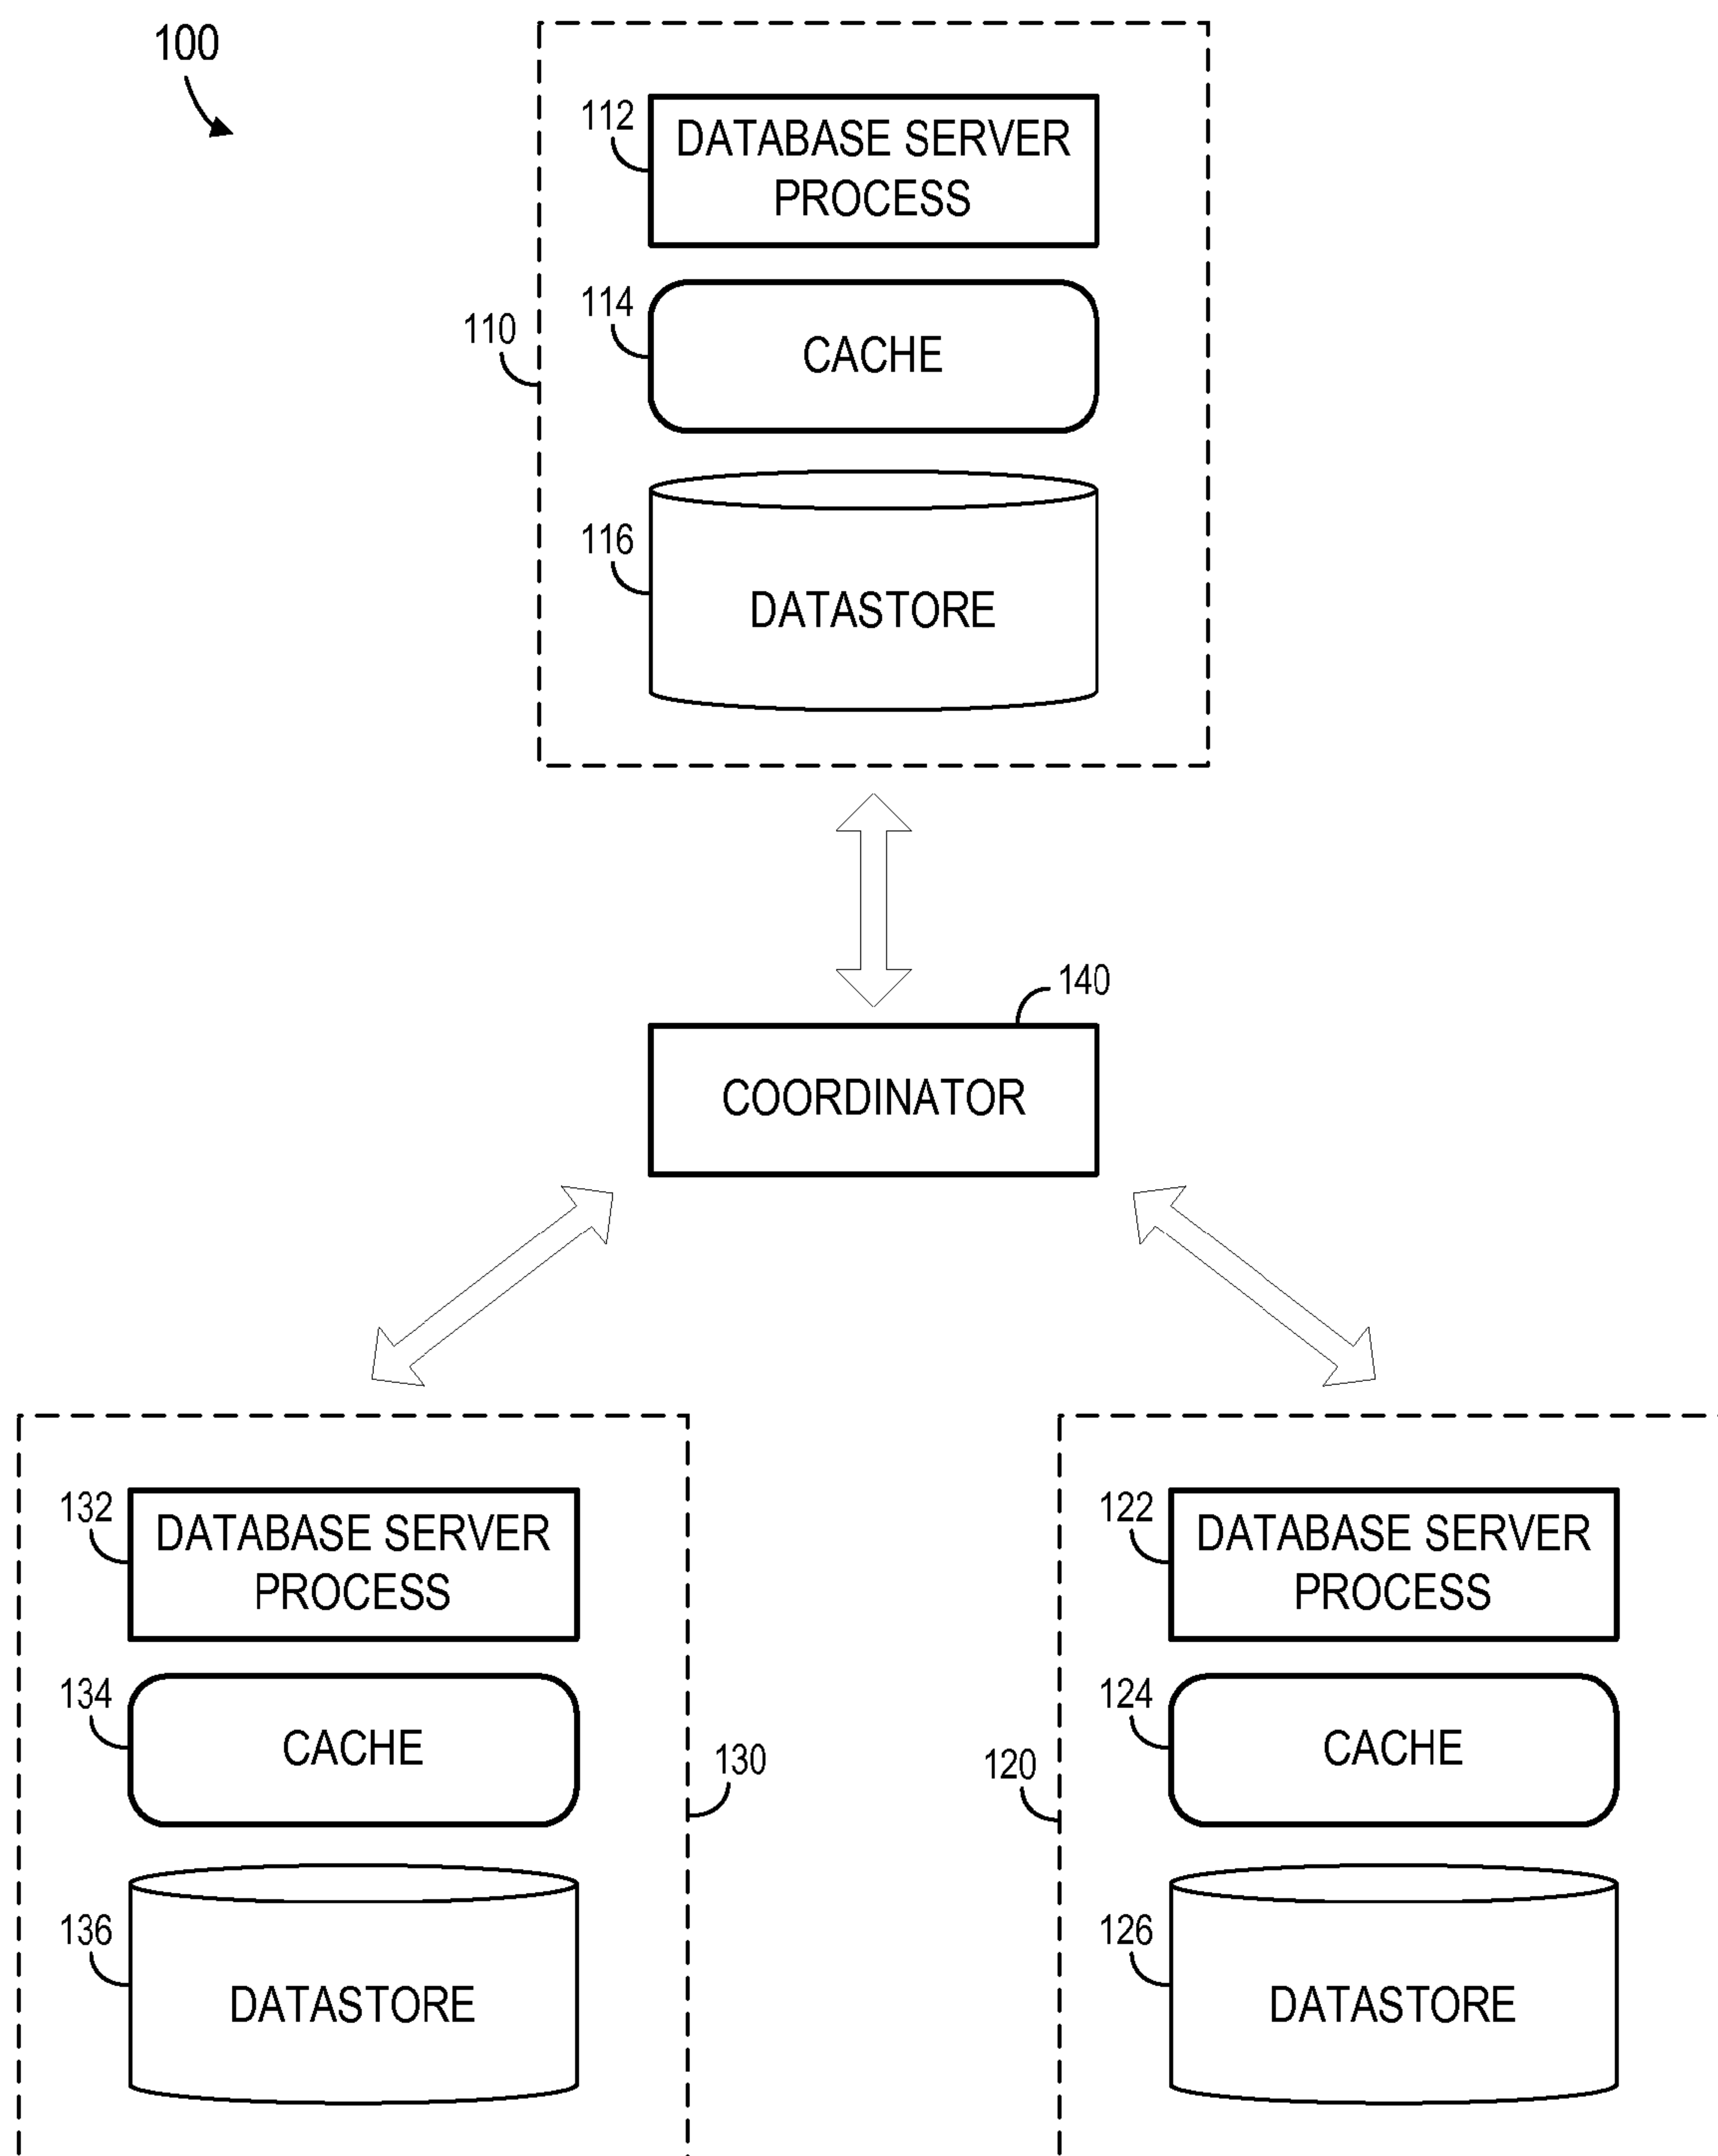 100
112
DATABASE SERVER
PROCESS
114
110
CACHE
116
DATASTORE
140
COORDINATOR
132
DATABASE SERVER
PROCESS
134
CACHE
130
136
DATASTORE
122
DATABASE SERVER
PROCESS
124
CACHE
120
126
DATASTORE